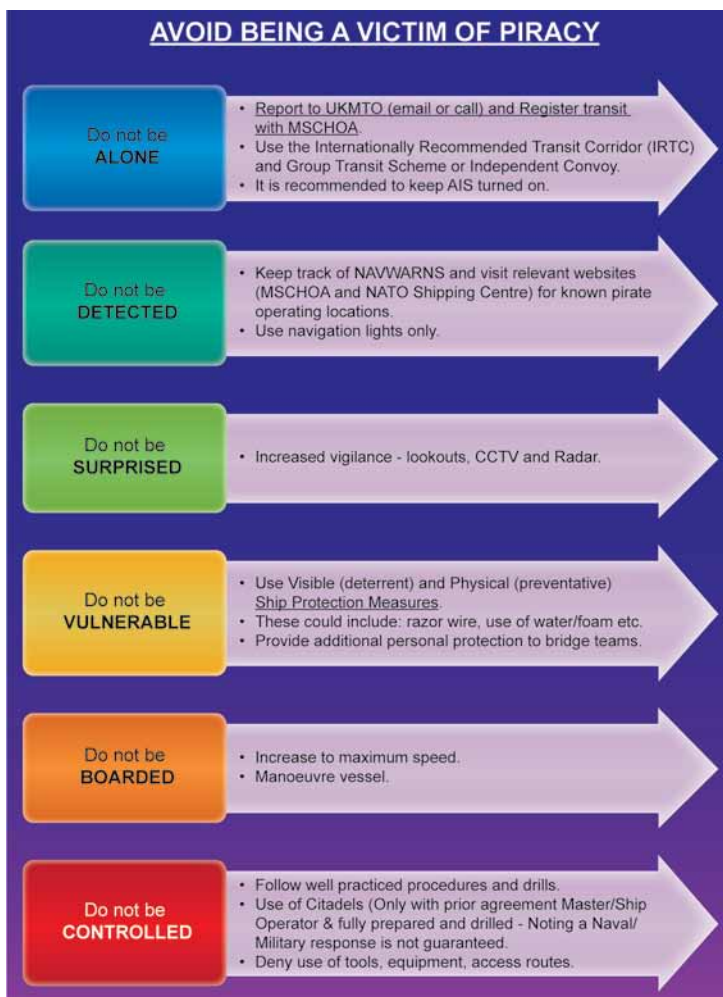 AVOID BEING A VICTIM OF PIRACY
Do not be
ALONE
• Report to UKMTO (email or call) and Register transit
with MSCHOA.
• Use the Internationally Recommended Transit Corridor (IRTC)
and Group Transit Scheme or Independent Convoy.
• It is recommended to keep AIS turned on.
Do not be
DETECTED
• Keep track of NAVWARNS and visit relevant websites
(MSCHOA and NATO Shipping Centre) for known pirate
operating locations.
• Use navigation lights only.
Do not be
SURPRISED
• Increased vigilance - lookouts, CCTV and Radar.
Do not be
VULNERABLE
• Use Visible (deterrent) and Physical (preventative)
Ship Protection Measures.
• These could include: razor wire, use of water/foam etc.
• Provide additional personal protection to bridge teams.
Do not be
BOARDED
• Increase to maximum speed.
• Manoeuvre vessel.
Do not be
CONTROLLED
• Follow well practiced procedures and drills.
• Use of Citadels (Only with prior agreement Master/Ship
Operator & fully prepared and drilled - Noting a Naval/
Military response is not guaranteed.
• Deny use of tools, equipment, access routes.